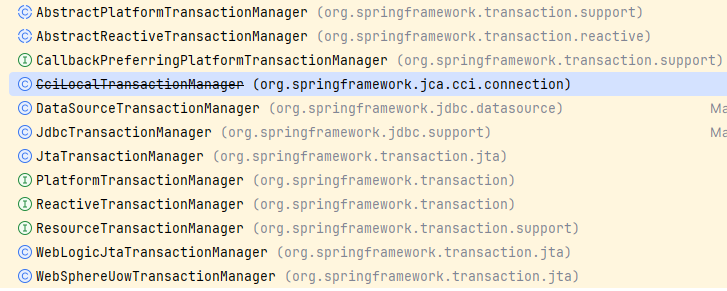 C AbstractPlatformTransactionManager (org.springframework.transaction.support)
C AbstractReactiveTransactionManager (org.springframework.transaction.reactive)
I CallbackPreferringPlatformTransactionManager (org.springframework.transaction.support)
C CciLocalTransactionManager (org.springframework.jca.cci.connection)
C DataSourceTransactionManager (org.springframework.jdbc.datasource) Ma
C JdbcTransactionManager (org.springframework.jdbc.support) Ma
C JtaTransactionManager (org.springframework.transaction.jta)
I PlatformTransactionManager (org.springframework.transaction)
I ReactiveTransactionManager (org.springframework.transaction)
I ResourceTransactionManager (org.springframework.transaction.support)
C WebLogicJtaTransactionManager (org.springframework.transaction.jta)
C WebSphereUowTransactionManager (org.springframework.transaction.jta)